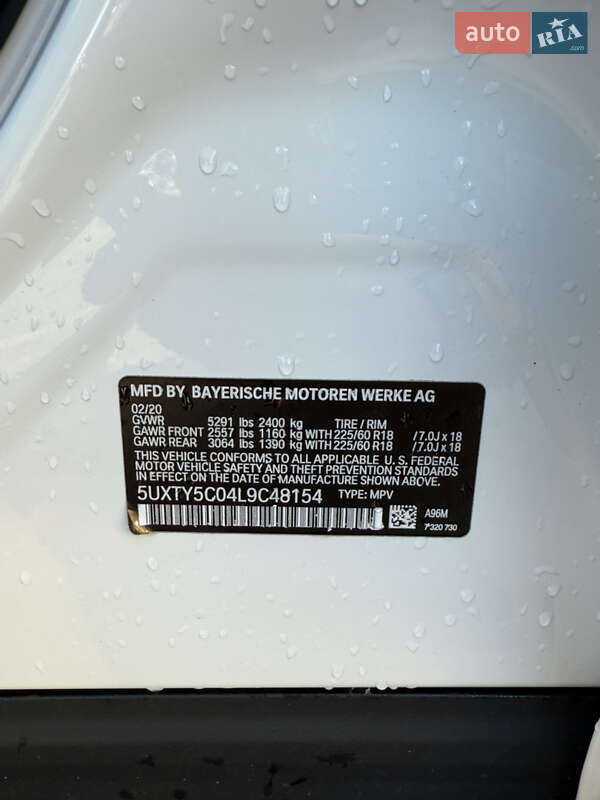 auto RIA.com
MFD BY, BAYERISCHE MOTOREN WERKE AG
02/20
GVWR 5291 lbs 2400 kg TIRE / RIM
GAWR FRONT 2557 lbs 1160 kg WITH 225/60 R18 /7.0J x 18
GAWR REAR 3064 lbs 1390 kg WITH 225/60 R18 /7.0J x 18
THIS VEHICLE CONFORMS TO ALL APPLICABLE U. S. FEDERAL
MOTOR VEHICLE SAFETY AND THEFT PREVENTION STANDARDS
IN EFFECT ON THE DATE OF MANUFACTURE SHOWN ABOVE.
5UXTY5C04L9C48154 TYPE: MPV
A96M
7320 730